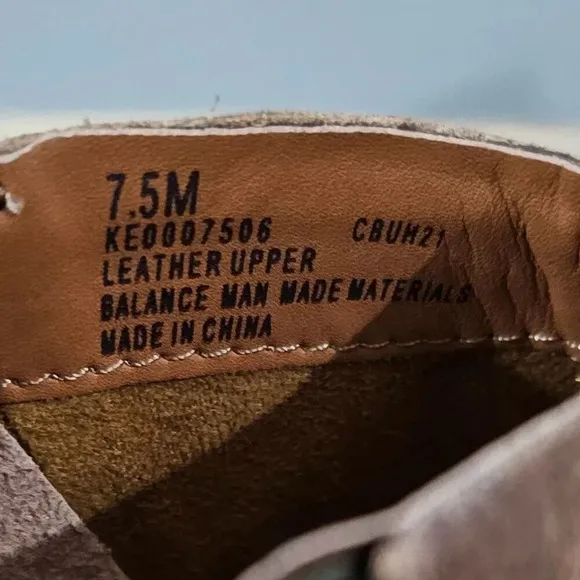 7.5M
KE0007506 CBUH21
LEATHER UPPER
BALANCE MAN MADE MATERIALS
MADE IN CHINA